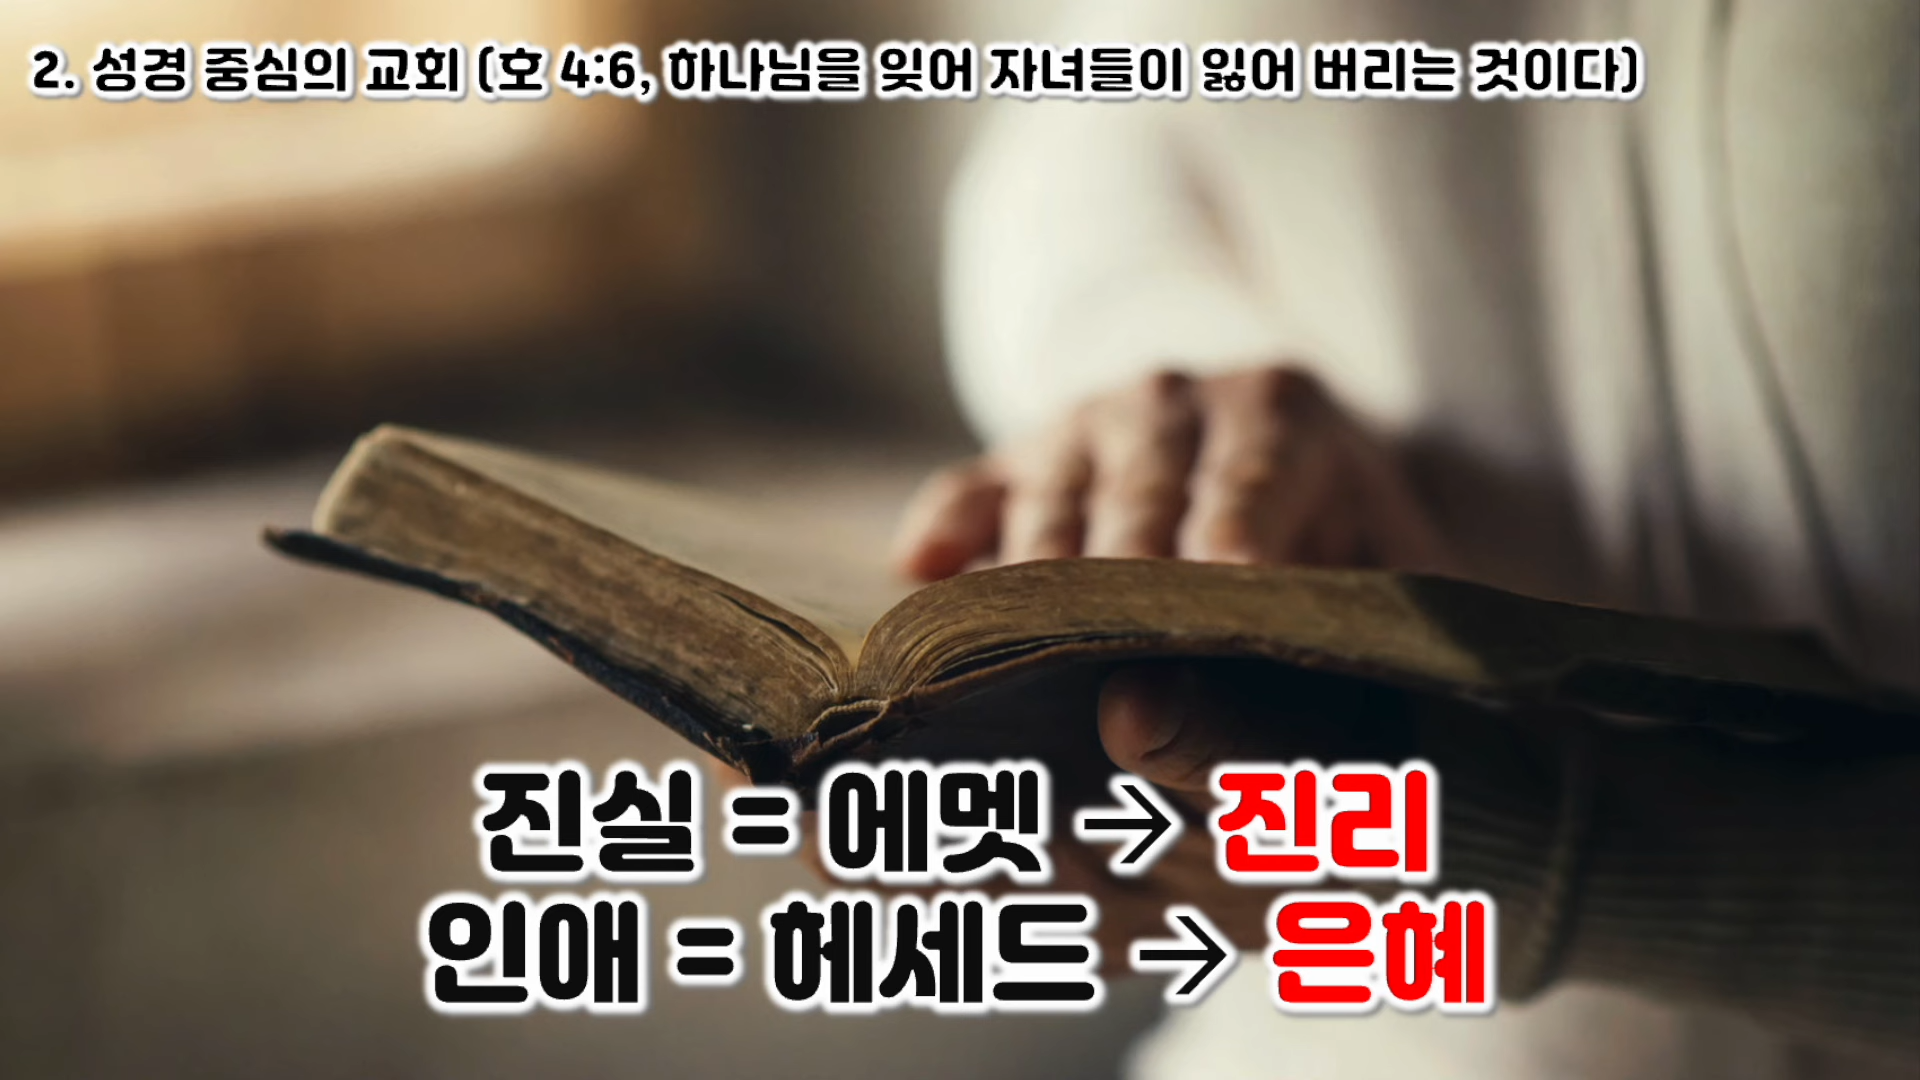 2. 성경 중심의 교회 (호 4:6, 하나님을 잊어 자녀들이 잃어 버리는 것이다)
진실 = 에멧 → 진리
인애 = 헤세드 → 은혜